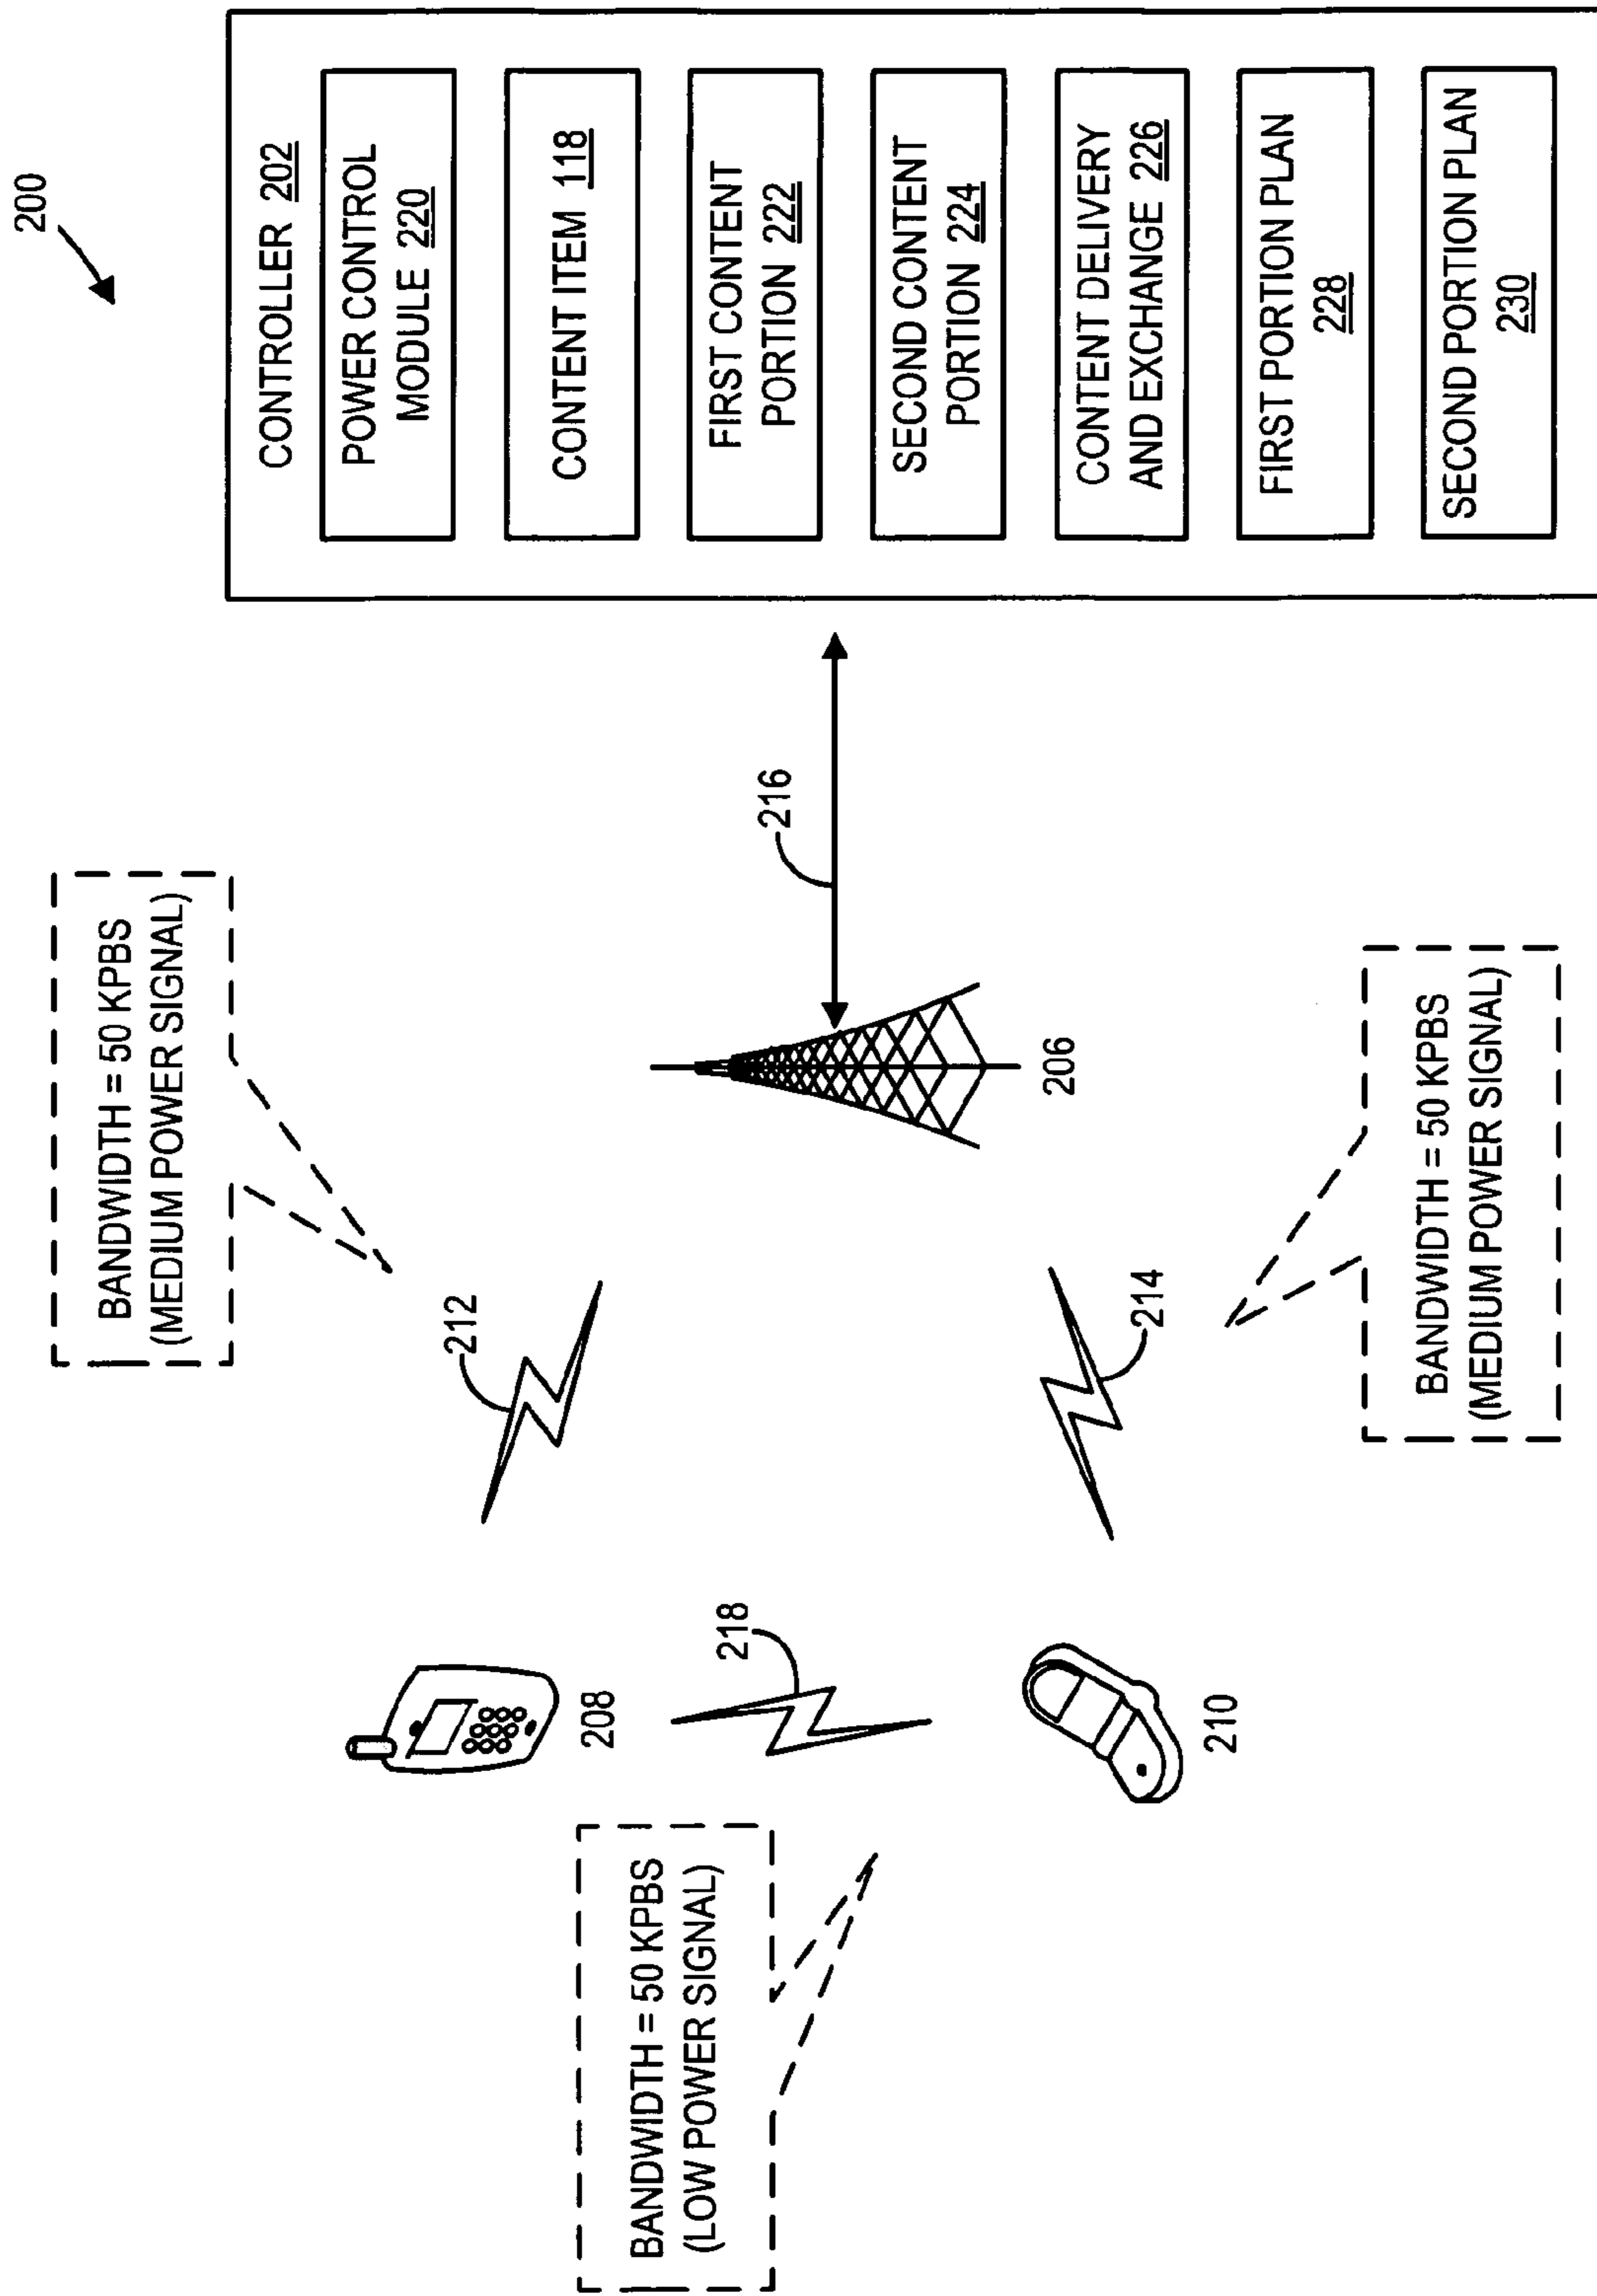 200
CONTROLLER 202
POWER CONTROL
MODULE 220
CONTENT ITEM 118
FIRST CONTENT
PORTION 222
SECOND CONTENT
PORTION 224
CONTENT DELIVERY
AND EXCHANGE 226
FIRST PORTION PLAN
228
SECOND PORTION PLAN
230
BANDWIDTH = 50 KPBS
(MEDIUM POWER SIGNAL)
216
212
206
214
BANDWIDTH = 50 KPBS
(MEDIUM POWER SIGNAL)
208
218
210
BANDWIDTH = 50 KPBS
(LOW POWER SIGNAL)